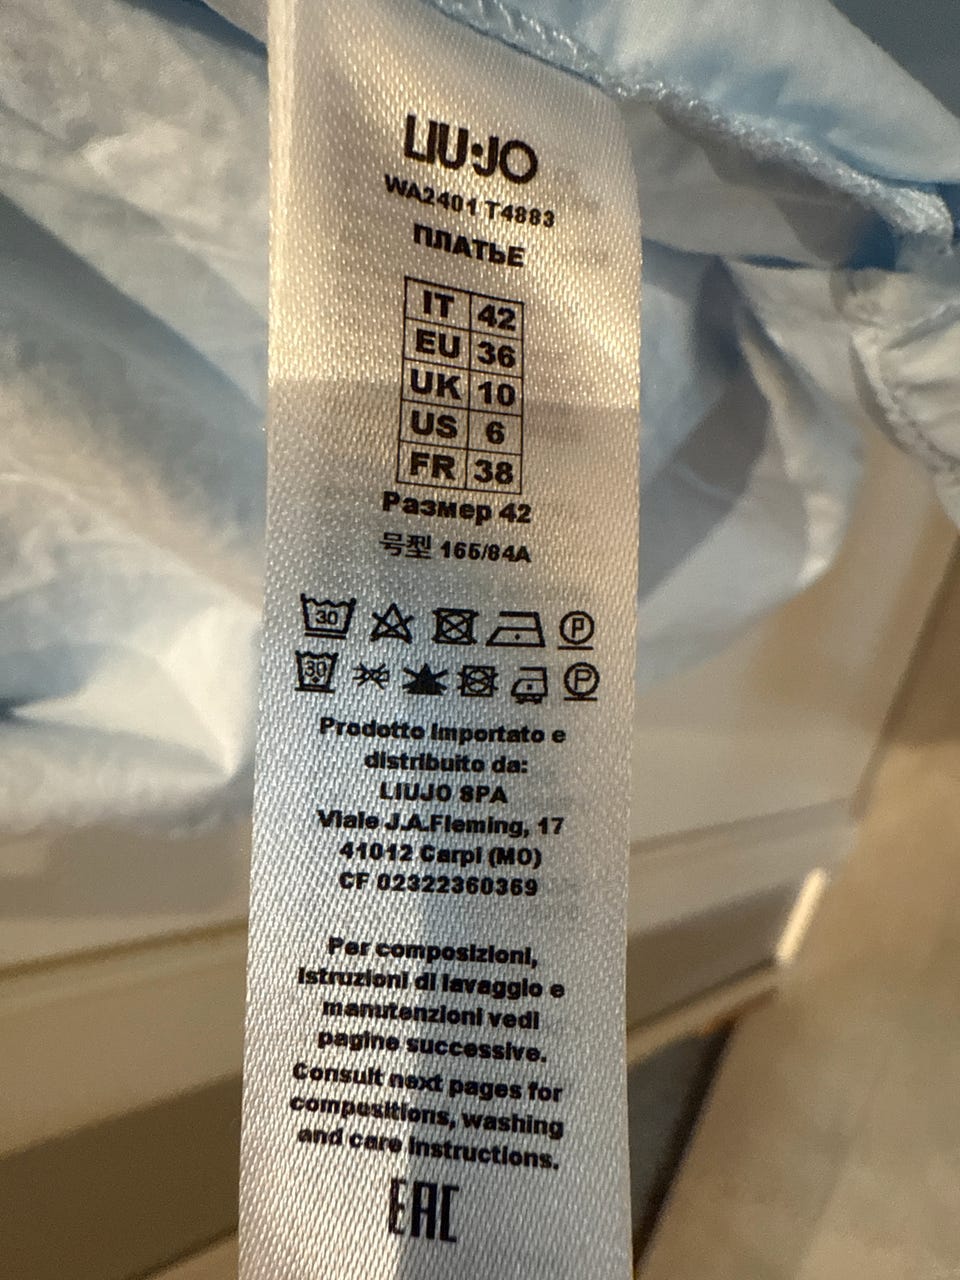 LIU·JO
WA2401 T4883
ПЛАТЬЕ
IT 42
EU 36
UK 10
US 6
FR 38
Размер 42
号型 165/84A
30 P
30 P
Prodotto Importato e
distribuito da:
LIUJO SPA
Viale J.A.Fleming, 17
41012 Carpi (MO)
CF 02322360369
Per composizioni,
istruzioni di lavaggio e
manutenzioni vedi
pagine successive.
Consult next pages for
compositions, washing
and care instructions.
EAC